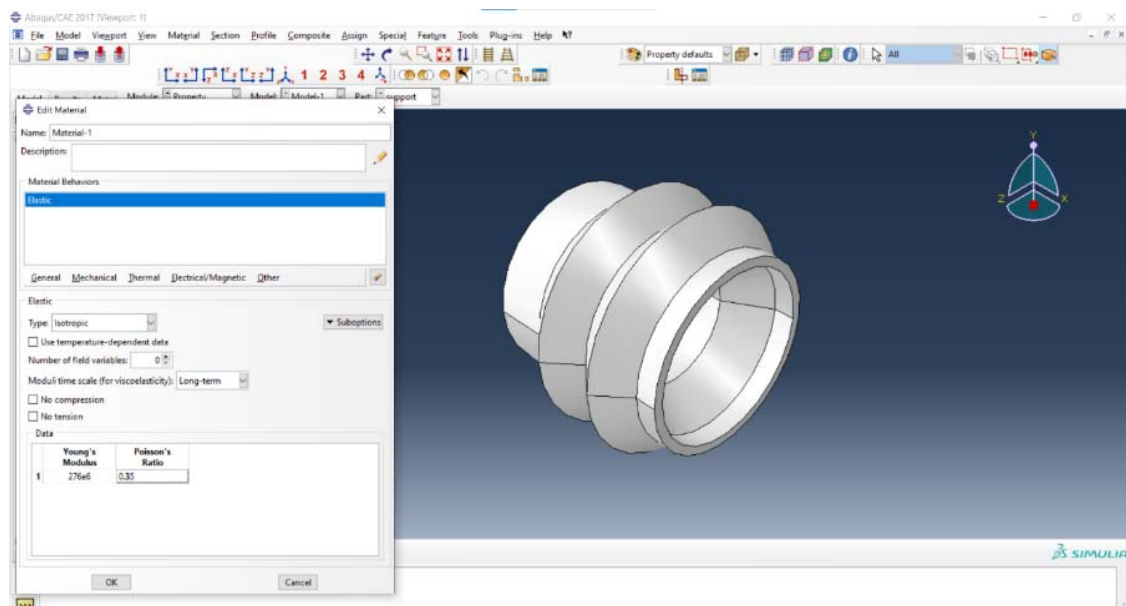 Abaqus/CAE 2017 [Viewport: 1]
File Model Viewport View Material Section Profile Composite Assign Special Feature Tools Plug-ins Help
Property defaults All
1 2 3 4
Module: Property Model: Model-1 Part: support
Edit Material
Name: Material-1
Description:
Material Behaviors
Elastic
General Mechanical Thermal Electrical/Magnetic Other
Elastic
Type: Isotropic Suboptions
Use temperature-dependent data
Number of field variables: 0
Moduli time scale (for viscoelasticity): Long-term
No compression
No tension
Data
Young's Modulus
Poisson's Ratio
1 276e6 0.35
OK Cancel
Y
Z X
SIMULIA